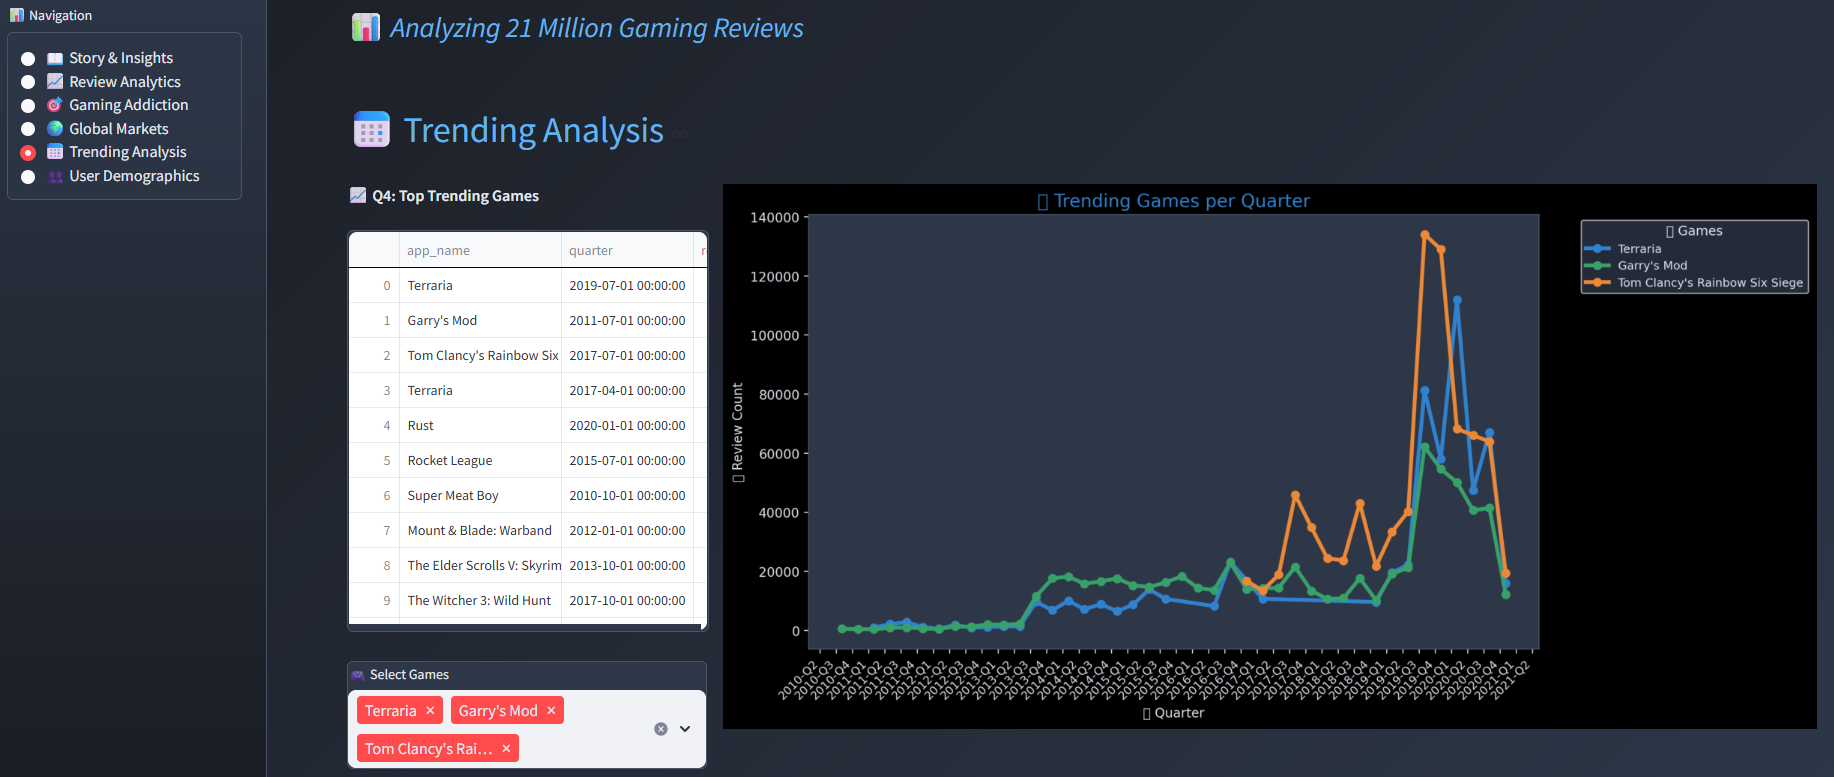 Navigation
Story & Insights
Review Analytics
Gaming Addiction
Global Markets
Trending Analysis
User Demographics
Analyzing 21 Million Gaming Reviews
Trending Analysis
Q4: Top Trending Games
app_name quarter
0 Terraria 2019-07-01 00:00:00
1 Garry's Mod 2011-07-01 00:00:00
2 Tom Clancy's Rainbow Six 2017-07-01 00:00:00
3 Terraria 2017-04-01 00:00:00
4 Rust 2020-01-01 00:00:00
5 Rocket League 2015-07-01 00:00:00
6 Super Meat Boy 2010-10-01 00:00:00
7 Mount & Blade: Warband 2012-01-01 00:00:00
8 The Elder Scrolls V: Skyrim 2013-10-01 00:00:00
9 The Witcher 3: Wild Hunt 2017-10-01 00:00:00
Select Games
Terraria × Garry's Mod ×
Tom Clancy's Rai... ×
Trending Games per Quarter
140000
120000
100000
80000
60000
40000
20000
0
Review Count
2010-Q2 2010-Q3 2010-Q4 2011-Q1 2011-Q2 2011-Q3 2011-Q4 2012-Q1 2012-Q2 2012-Q3 2012-Q4 2013-Q1 2013-Q2 2013-Q3 2013-Q4 2014-Q1 2014-Q2 2014-Q3 2014-Q4 2015-Q1 2015-Q2 2015-Q3 2015-Q4 2016-Q1 2016-Q2 2016-Q3 2016-Q4 2017-Q1 2017-Q2 2017-Q3 2017-Q4 2018-Q1 2018-Q2 2018-Q3 2018-Q4 2019-Q1 2019-Q2 2019-Q3 2019-Q4 2020-Q1 2020-Q2 2020-Q3 2020-Q4 2021-Q1 2021-Q2
Quarter
Games
Terraria
Garry's Mod
Tom Clancy's Rainbow Six Siege